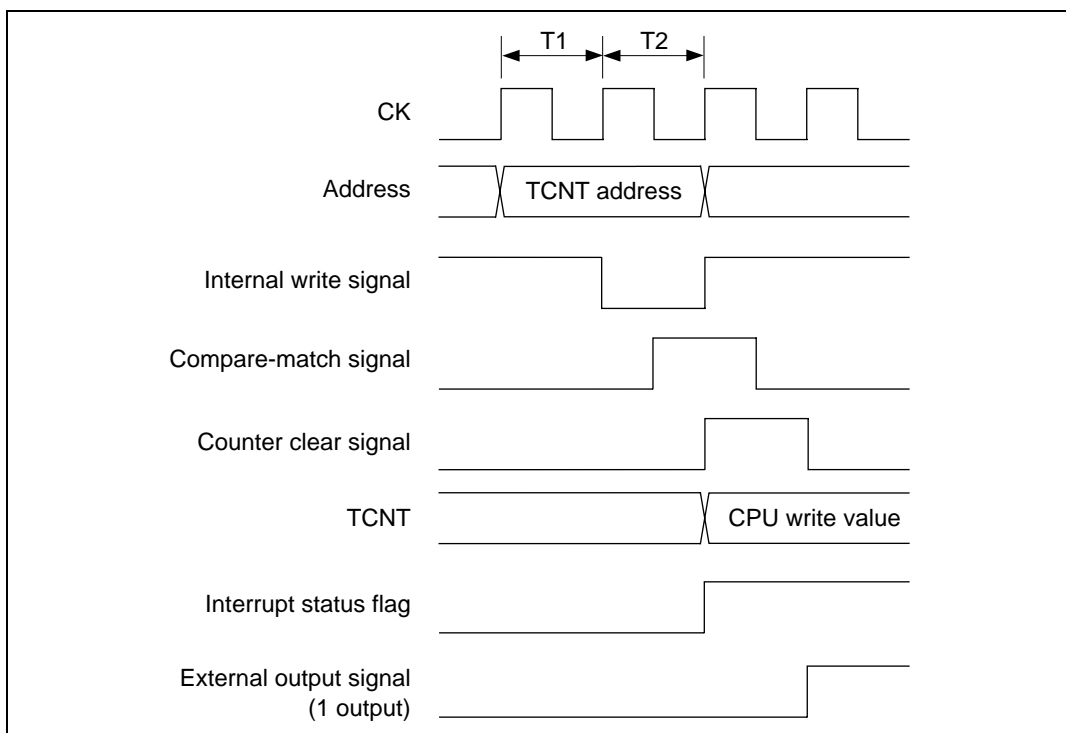 T1 T2
CK
Address TCNT address
Internal write signal
Compare-match signal
Counter clear signal
TCNT CPU write value
Interrupt status flag
External output signal
(1 output)